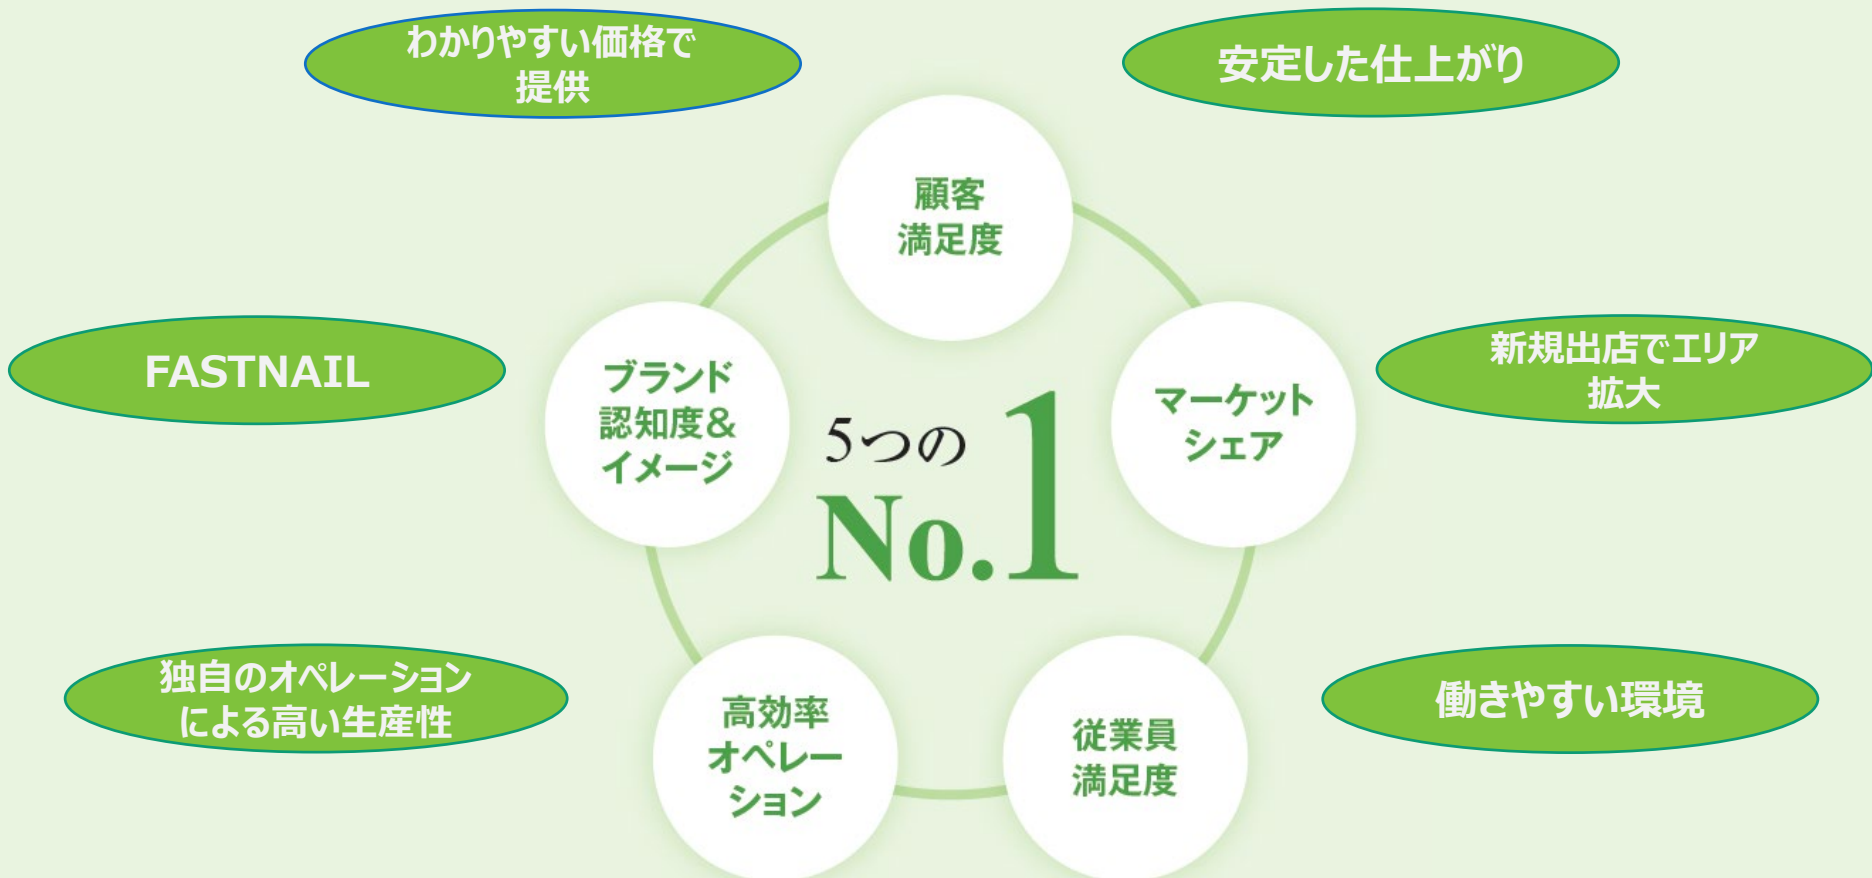 わかりやすい価格で
提供
安定した仕上がり
顧客
満足度
FASTNAIL
ブランド
認知度＆
イメージ
5つの
No.1
マーケット
シェア
新規出店でエリア
拡大
独自のオペレーション
による高い生産性
高効率
オペレー
ション
従業員
満足度
働きやすい環境